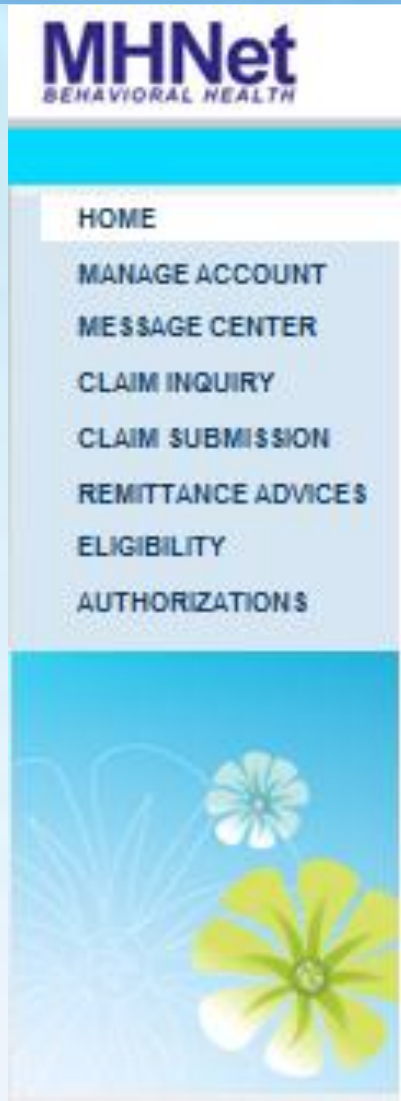 MHNet
BEHAVIORAL HEALTH
HOME
MANAGE ACCOUNT
MESSAGE CENTER
CLAIM INQUIRY
CLAIM SUBMISSION
REMITTANCE ADVICES
ELIGIBILITY
AUTHORIZATIONS